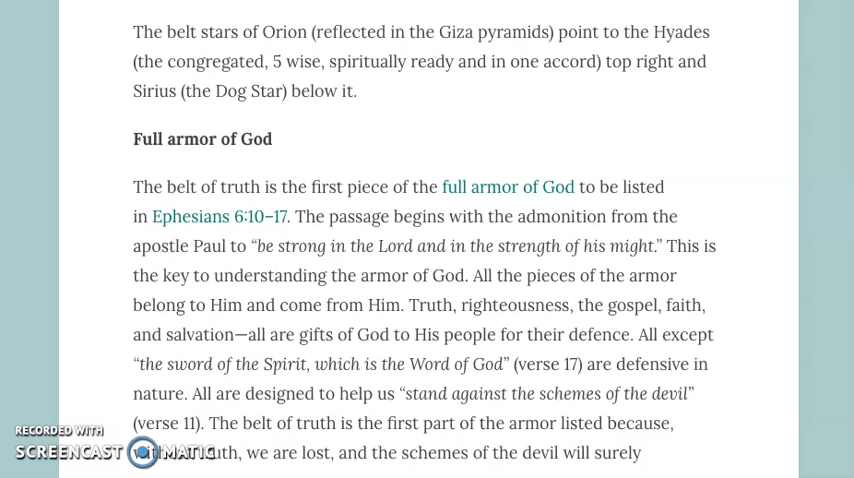 The belt stars of Orion (reflected in the Giza pyramids) point to the Hyades
(the congregated, 5 wise, spiritually ready and in one accord) top right and
Sirius (the Dog Star) below it.
Full armor of God
The belt of truth is the first piece of the full armor of God to be listed
in Ephesians 6:10–17. The passage begins with the admonition from the
apostle Paul to “be strong in the Lord and in the strength of his might.” This is
the key to understanding the armor of God. All the pieces of the armor
belong to Him and come from Him. Truth, righteousness, the gospel, faith,
and salvation—all are gifts of God to His people for their defence. All except
“the sword of the Spirit, which is the Word of God” (verse 17) are defensive in
nature. All are designed to help us “stand against the schemes of the devil”
(verse 11). The belt of truth is the first part of the armor listed because,
we are lost, and the schemes of the devil will surely
RECORDED WITH
SCREENCAST MATIC